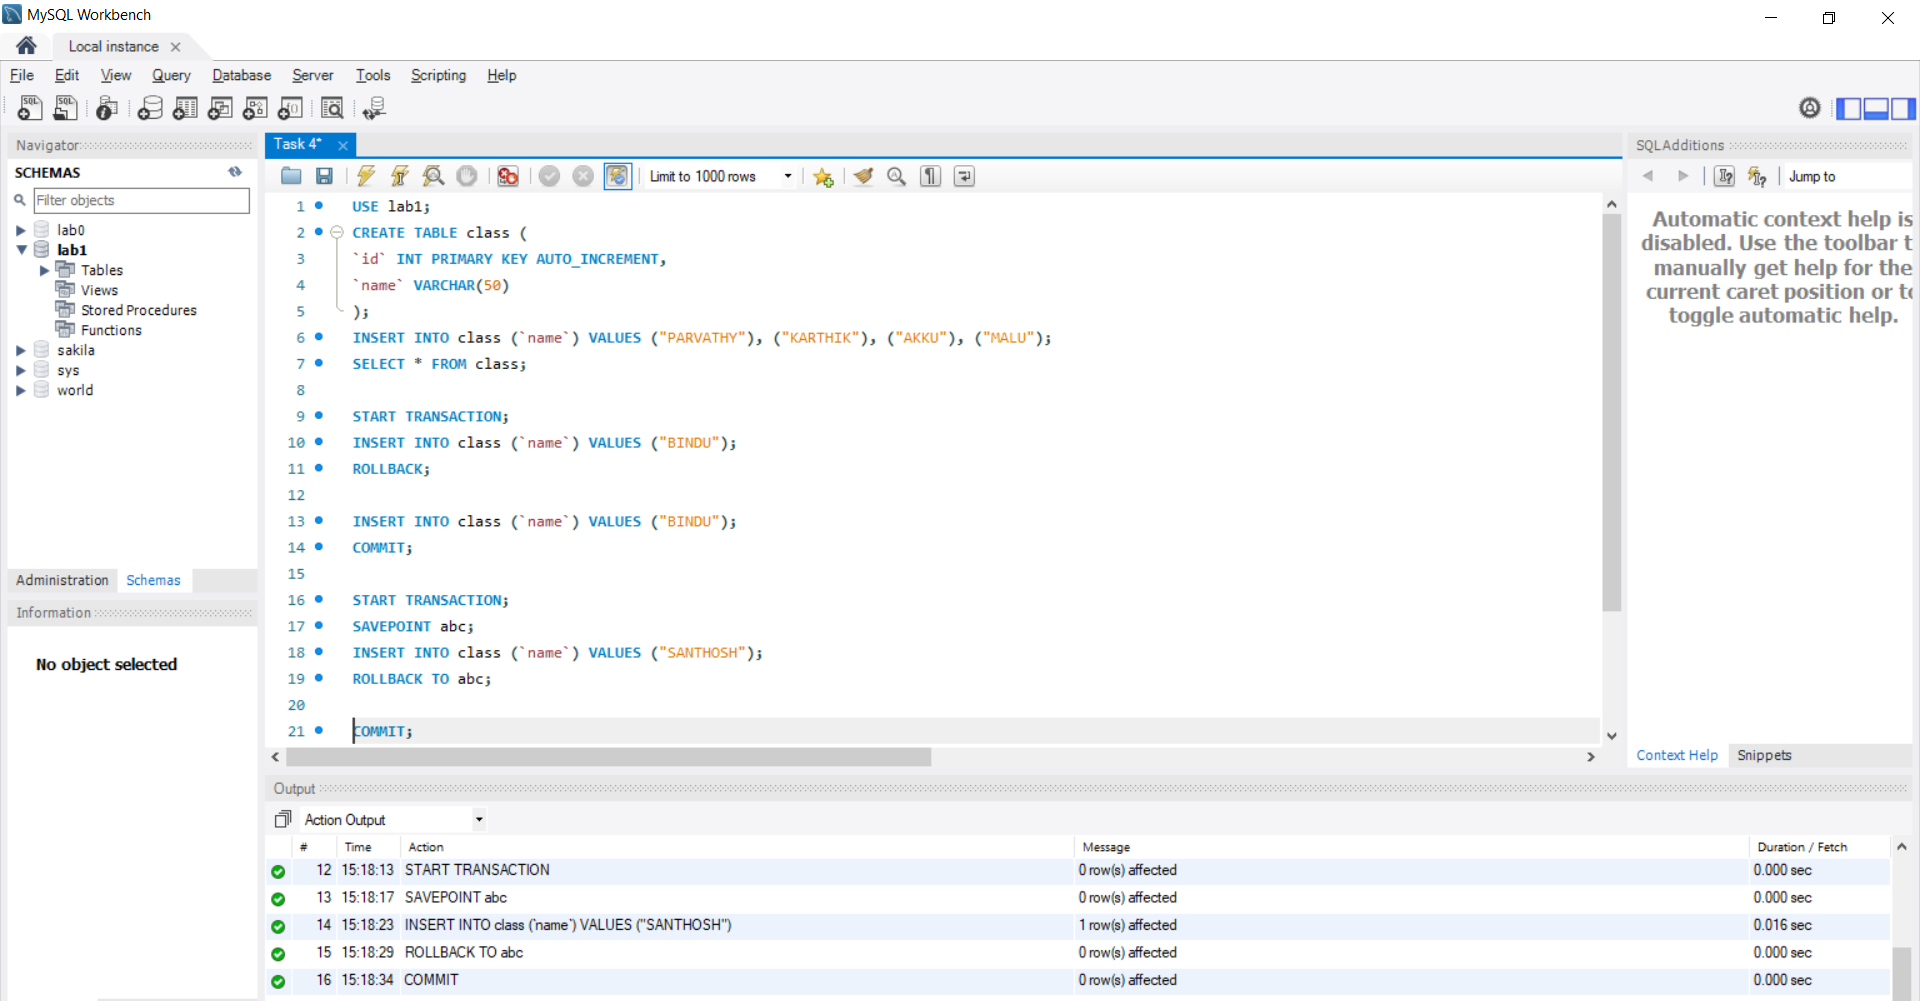 MySQL Workbench
Local instance
File Edit View Query Database Server Tools Scripting Help
Navigator
SCHEMAS
Filter objects
lab0
lab1
Tables
Views
Stored Procedures
Functions
sakila
sys
world
Administration Schemas
Information
No object selected
Task 4*
Limit to 1000 rows
1 USE lab1;
2 CREATE TABLE class (
3 `id` INT PRIMARY KEY AUTO_INCREMENT,
4 `name` VARCHAR(50)
5 );
6 INSERT INTO class (`name`) VALUES ("PARVATHY"), ("KARTHIK"), ("AKKU"), ("MALU");
7 SELECT * FROM class;
8
9 START TRANSACTION;
10 INSERT INTO class (`name`) VALUES ("BINDU");
11 ROLLBACK;
12
13 INSERT INTO class (`name`) VALUES ("BINDU");
14 COMMIT;
15
16 START TRANSACTION;
17 SAVEPOINT abc;
18 INSERT INTO class (`name`) VALUES ("SANTHOSH");
19 ROLLBACK TO abc;
20
21 COMMIT;
SQLAdditions
Jump to
Automatic context help is
disabled. Use the toolbar t
manually get help for the
current caret position or to
toggle automatic help.
Context Help Snippets
Output
Action Output
# Time Action Message Duration / Fetch
12 15:18:13 START TRANSACTION 0 row(s) affected 0.000 sec
13 15:18:17 SAVEPOINT abc 0 row(s) affected 0.000 sec
14 15:18:23 INSERT INTO class (`name`) VALUES ("SANTHOSH") 1 row(s) affected 0.016 sec
15 15:18:29 ROLLBACK TO abc 0 row(s) affected 0.000 sec
16 15:18:34 COMMIT 0 row(s) affected 0.000 sec